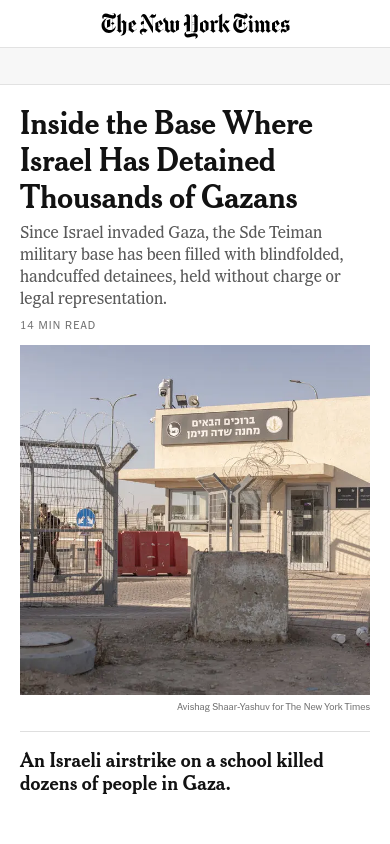 The New York Times
Inside the Base Where
Israel Has Detained
Thousands of Gazans
Since Israel invaded Gaza, the Sde Teiman
military base has been filled with blindfolded,
handcuffed detainees, held without charge or
legal representation.
14 MIN READ
ברוכים הבאים
מחנה שדה תימן
Avishag Shaar-Yashuv for The New York Times
An Israeli airstrike on a school killed
dozens of people in Gaza.